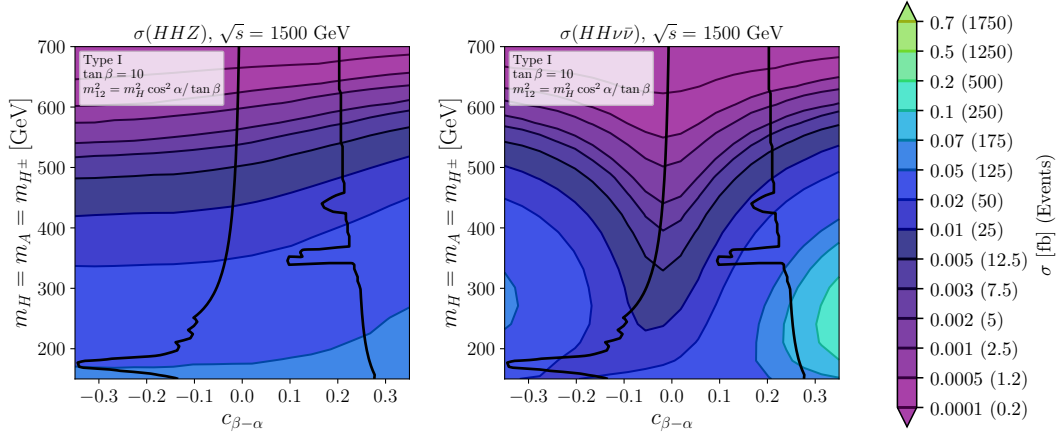 σ(HHZ), √s = 1500 GeV
Type I
tan β = 10
m²₁₂ = m²_H cos² α/ tan β
m_H = m_A = m_H± [GeV]
700
600
500
400
300
200
−0.3 −0.2 −0.1 0.0 0.1 0.2 0.3
c_β−α
σ(HHνν̄), √s = 1500 GeV
Type I
tan β = 10
m²₁₂ = m²_H cos² α/ tan β
m_H = m_A = m_H± [GeV]
700
600
500
400
300
200
−0.3 −0.2 −0.1 0.0 0.1 0.2 0.3
c_β−α
0.7 (1750)
0.5 (1250)
0.2 (500)
0.1 (250)
0.07 (175)
0.05 (125)
0.02 (50)
0.01 (25)
0.005 (12.5)
0.003 (7.5)
0.002 (5)
0.001 (2.5)
0.0005 (1.2)
0.0001 (0.2)
σ [fb] (Events)